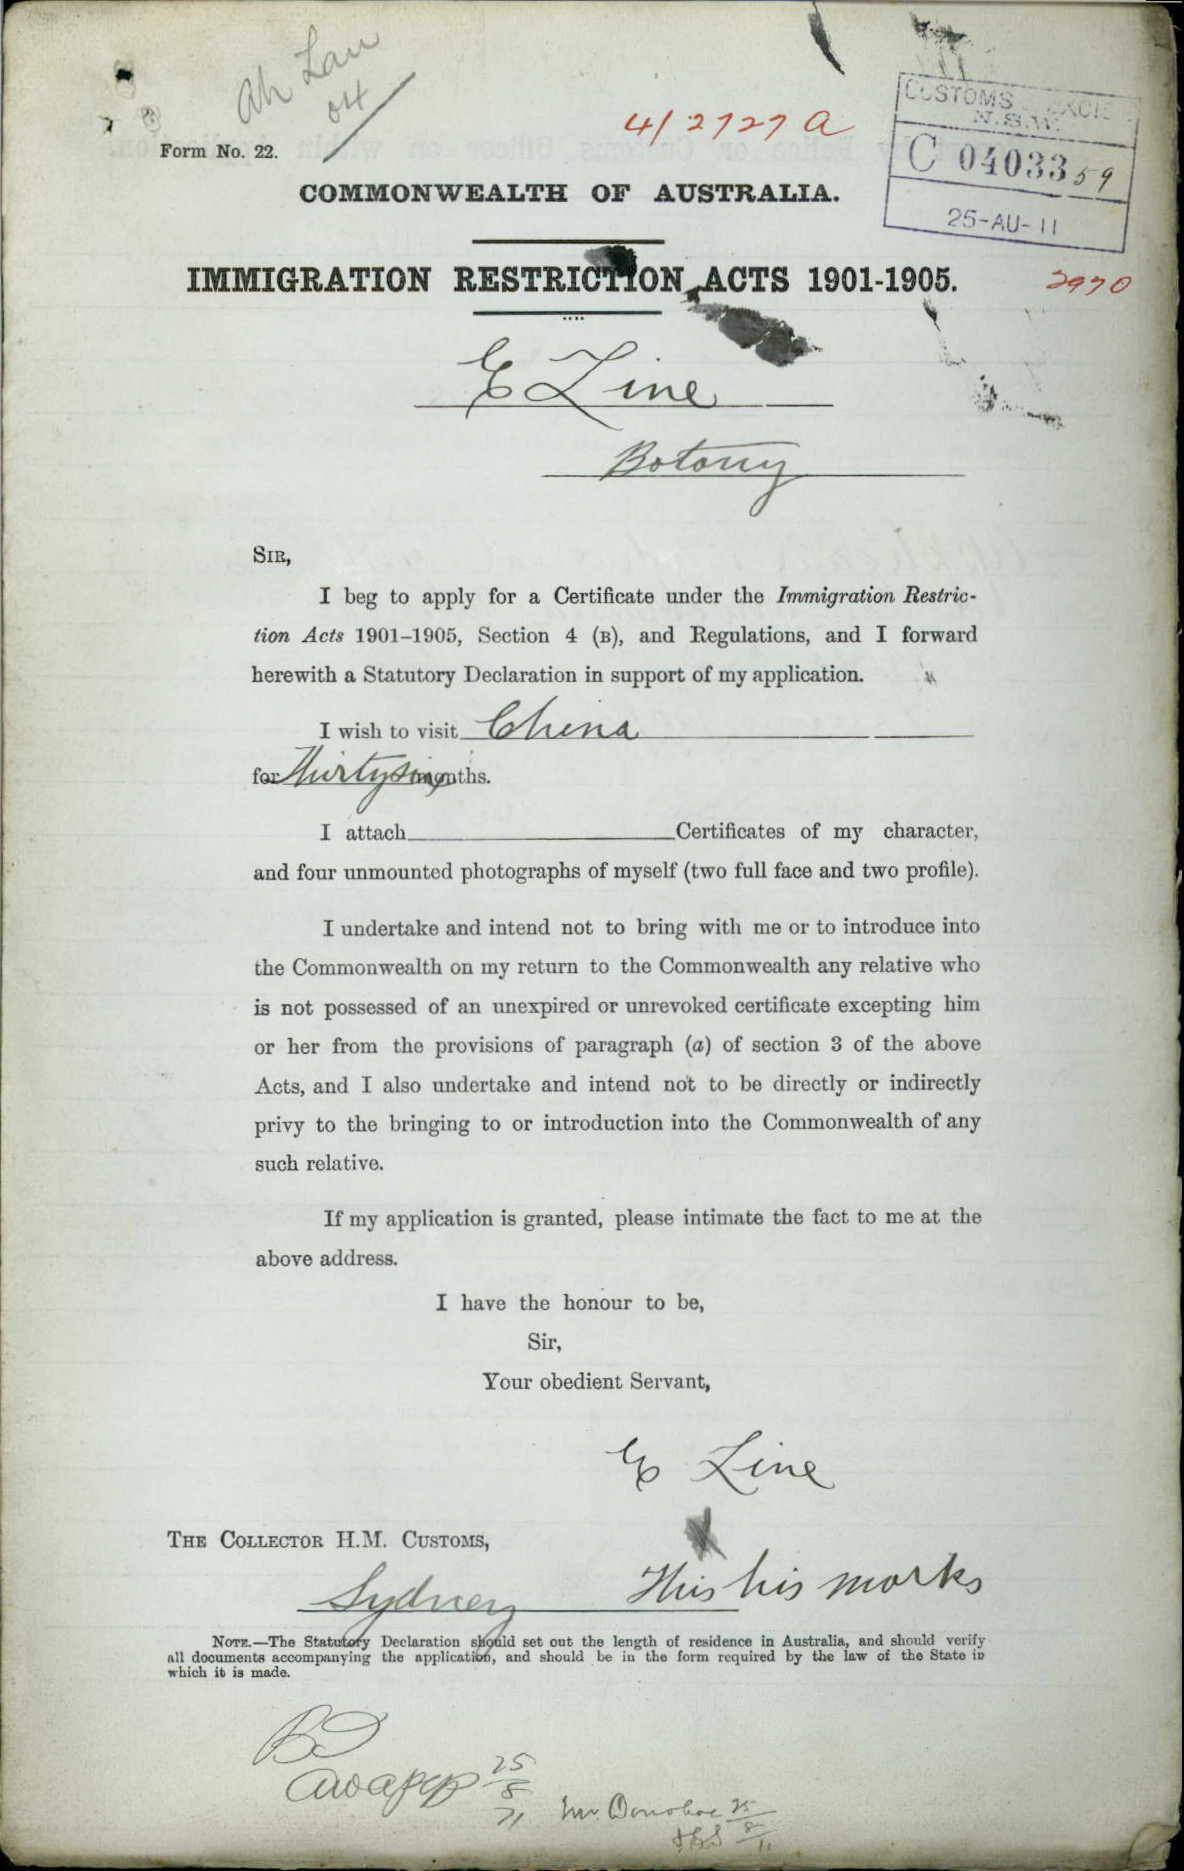 Ah Lau
04
4/2727 A
CUSTOMS EXCISE
N.S.W.
C 04033 59
25-AU-11
Form No. 22.
COMMONWEALTH OF AUSTRALIA.
IMMIGRATION RESTRICTION ACTS 1901-1905.
2970
E Line
Botany
SIR,
I beg to apply for a Certificate under the Immigration Restric-
tion Acts 1901-1905, Section 4 (B), and Regulations, and I forward
herewith a Statutory Declaration in support of my application.
I wish to visit China
for Thirtysix months.
I attach Certificates of my character,
and four unmounted photographs of myself (two full face and two profile).
I undertake and intend not to bring with me or to introduce into
the Commonwealth on my return to the Commonwealth any relative who
is not possessed of an unexpired or unrevoked certificate excepting him
or her from the provisions of paragraph (a) of section 3 of the above
Acts, and I also undertake and intend not to be directly or indirectly
privy to the bringing to or introduction into the Commonwealth of any
such relative.
If my application is granted, please intimate the fact to me at the
above address.
I have the honour to be,
Sir,
Your obedient Servant,
E Line
THE COLLECTOR H.M. CUSTOMS,
Sydney
This his marks
NOTE.—The Statutory Declaration should set out the length of residence in Australia, and should verify
all documents accompanying the application, and should be in the form required by the law of the State in
which it is made.
25
8
11
Mr. Donohoe 25
8
11